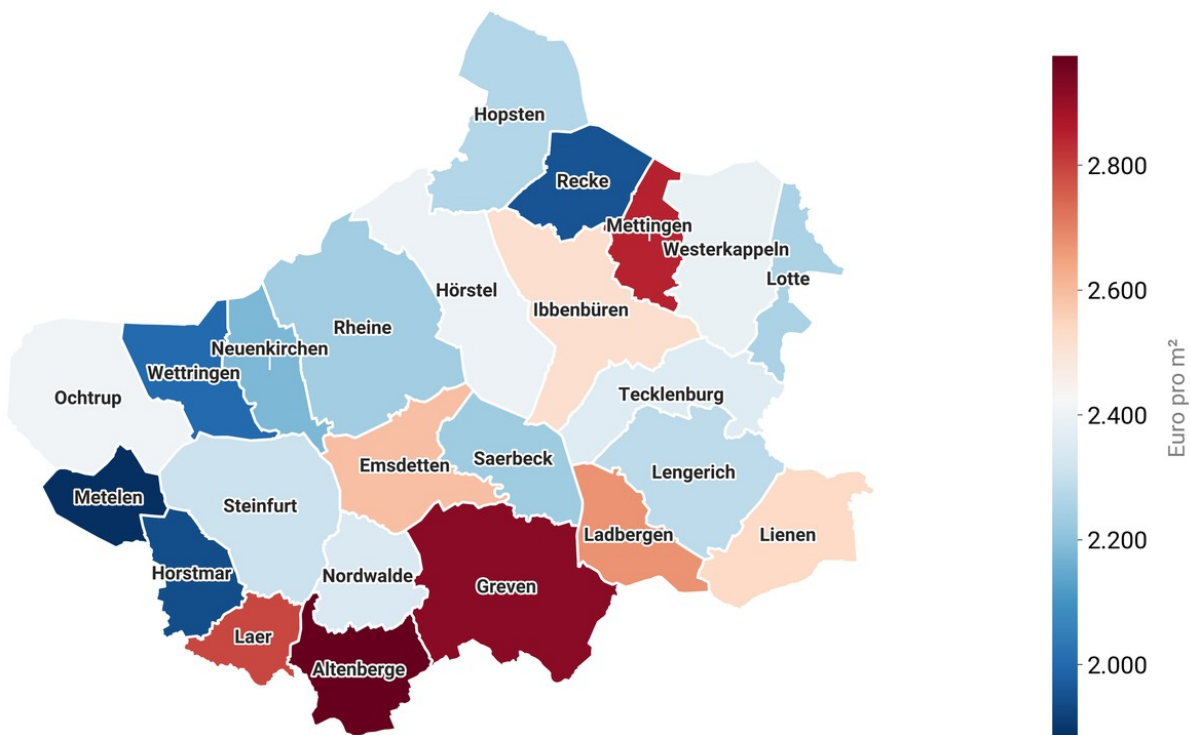 Hopsten
Recke
Mettingen
Westerkappeln
Lotte
Hörstel
Ibbenbüren
Rheine
Neuenkirchen
Wettringen
Ochtrup
Tecklenburg
Emsdetten
Saerbeck
Lengerich
Metelen
Steinfurt
Ladbergen
Lienen
Horstmar
Nordwalde
Greven
Laer
Altenberge
2.800
2.600
2.400
2.200
2.000
Euro pro m²